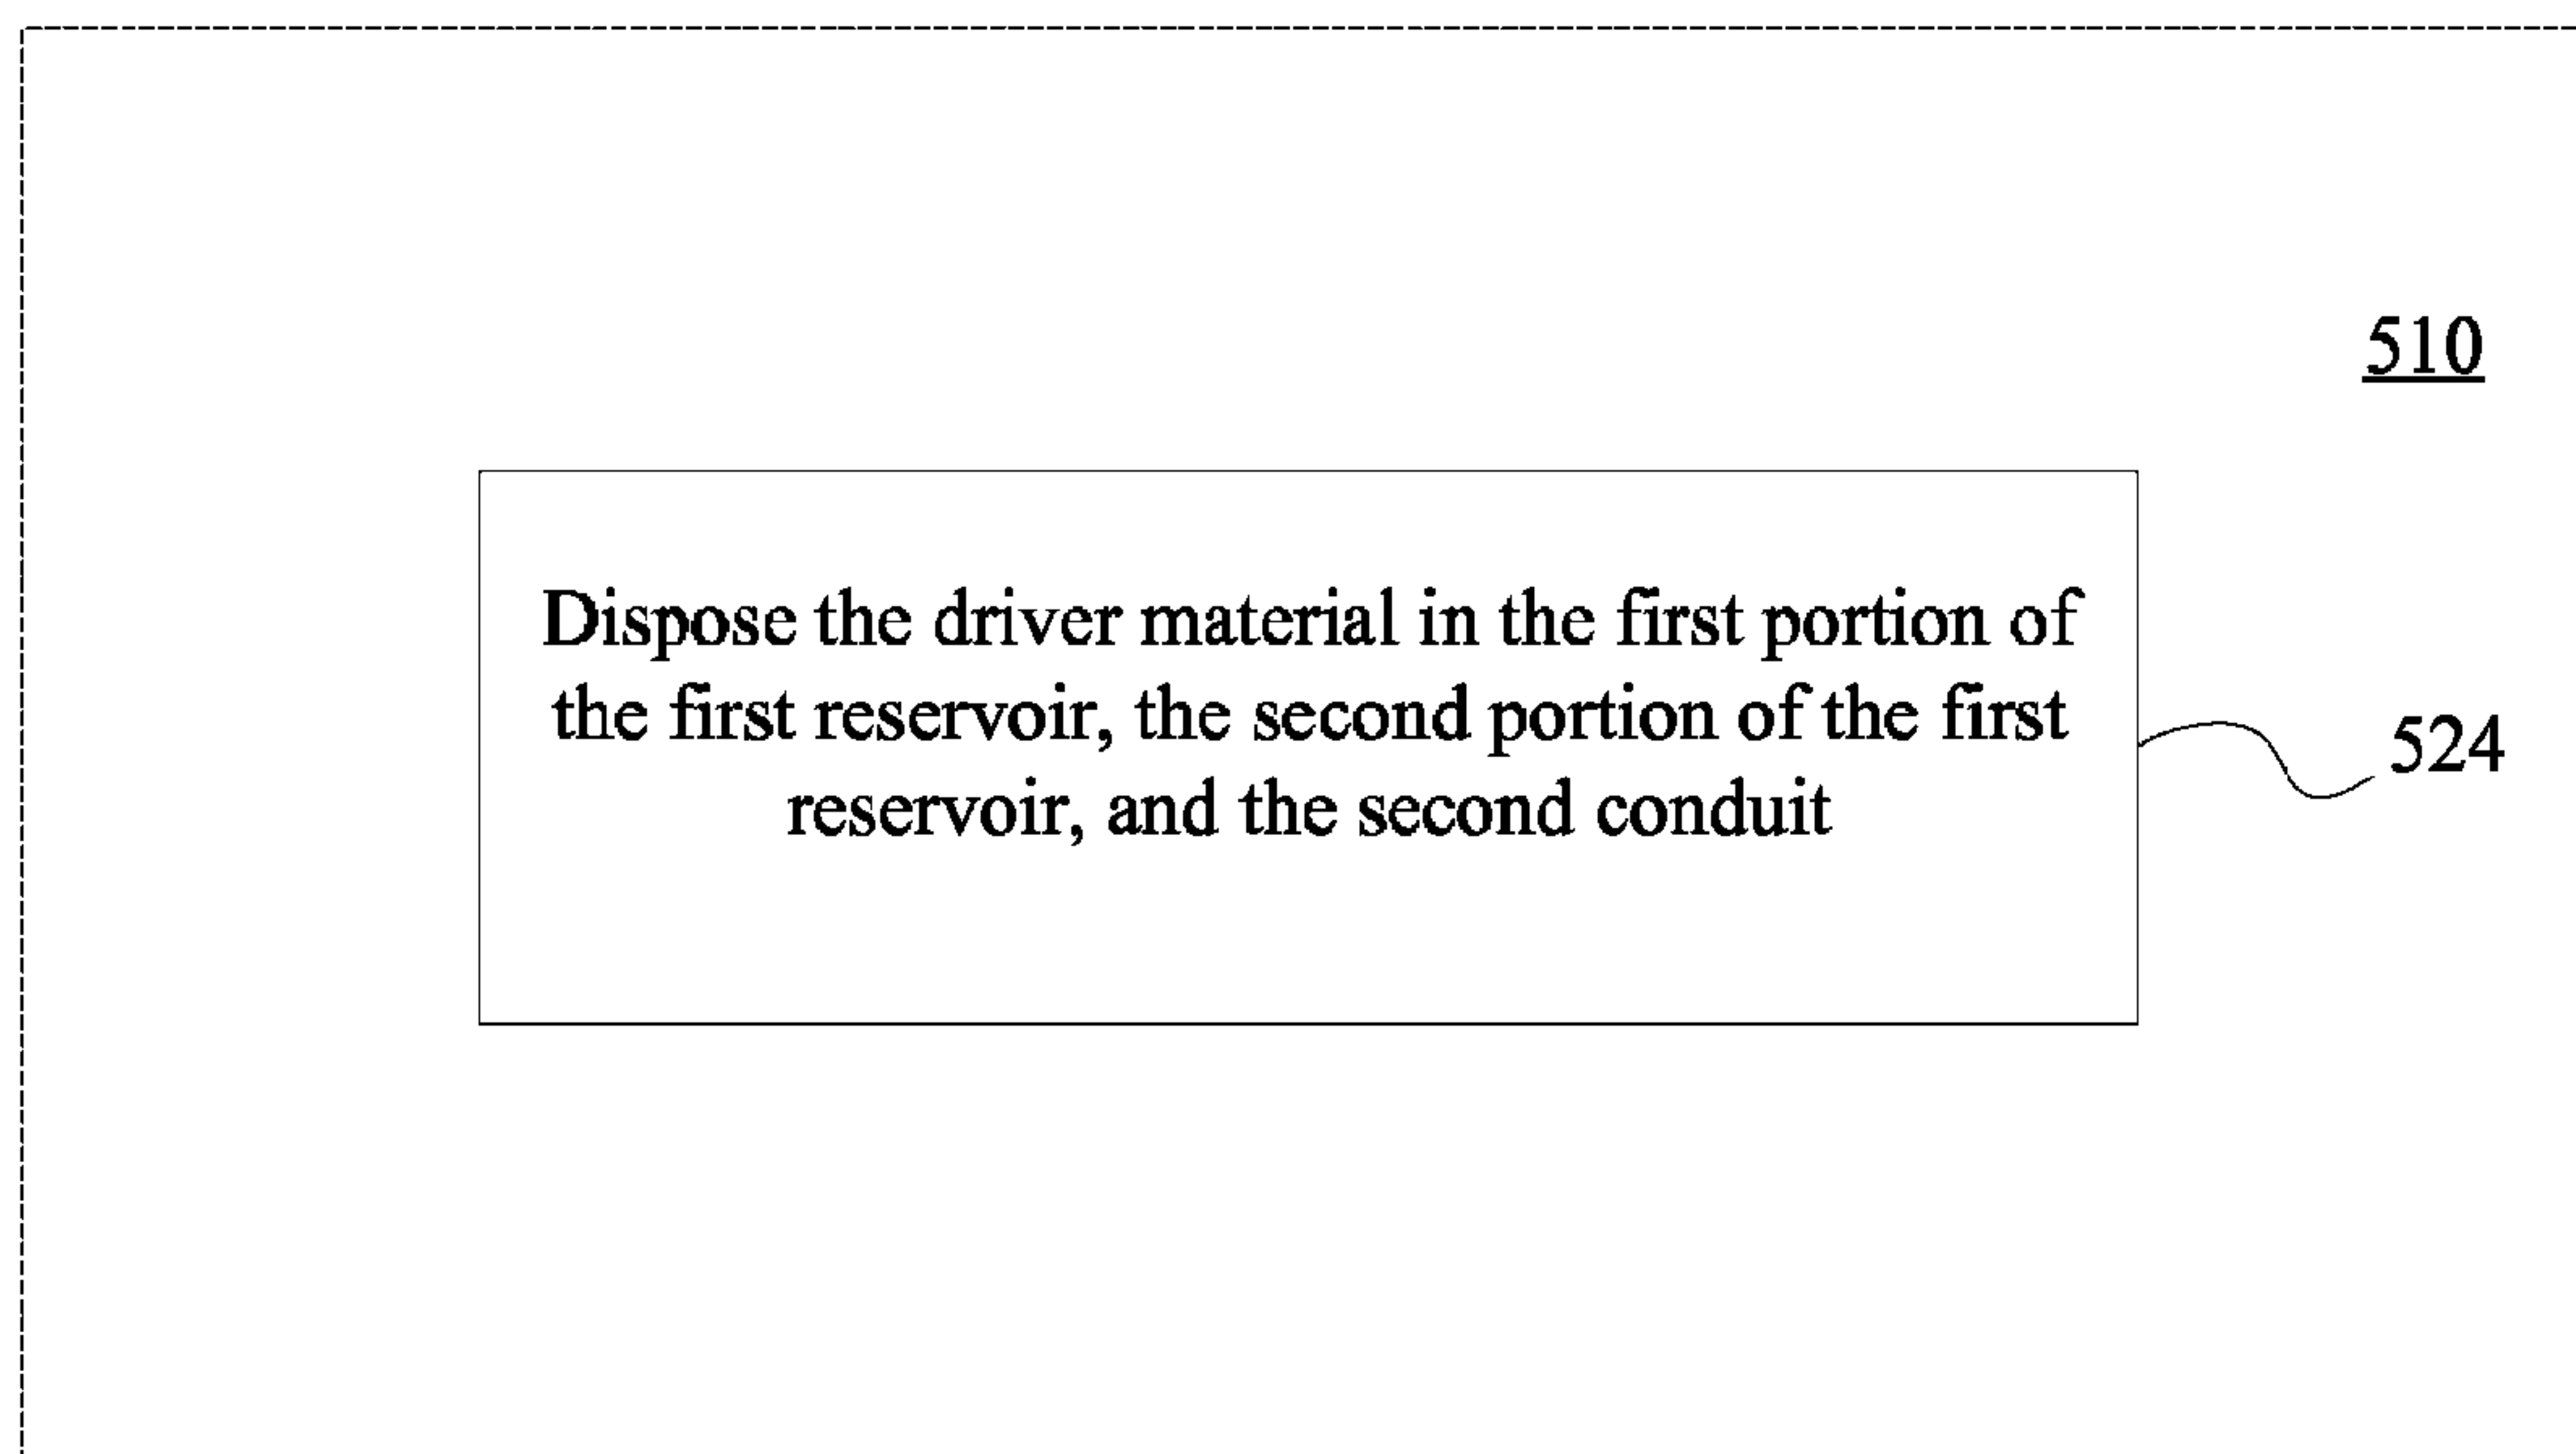 510
Dispose the driver material in the first portion of
the first reservoir, the second portion of the first
reservoir, and the second conduit
524